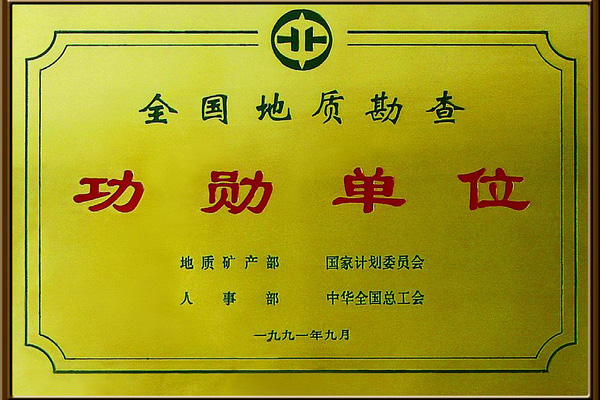 全国地质勘查
功勋单位
地质矿产部 国家计划委员会
人事部 中华全国总工会
一九九一年九月